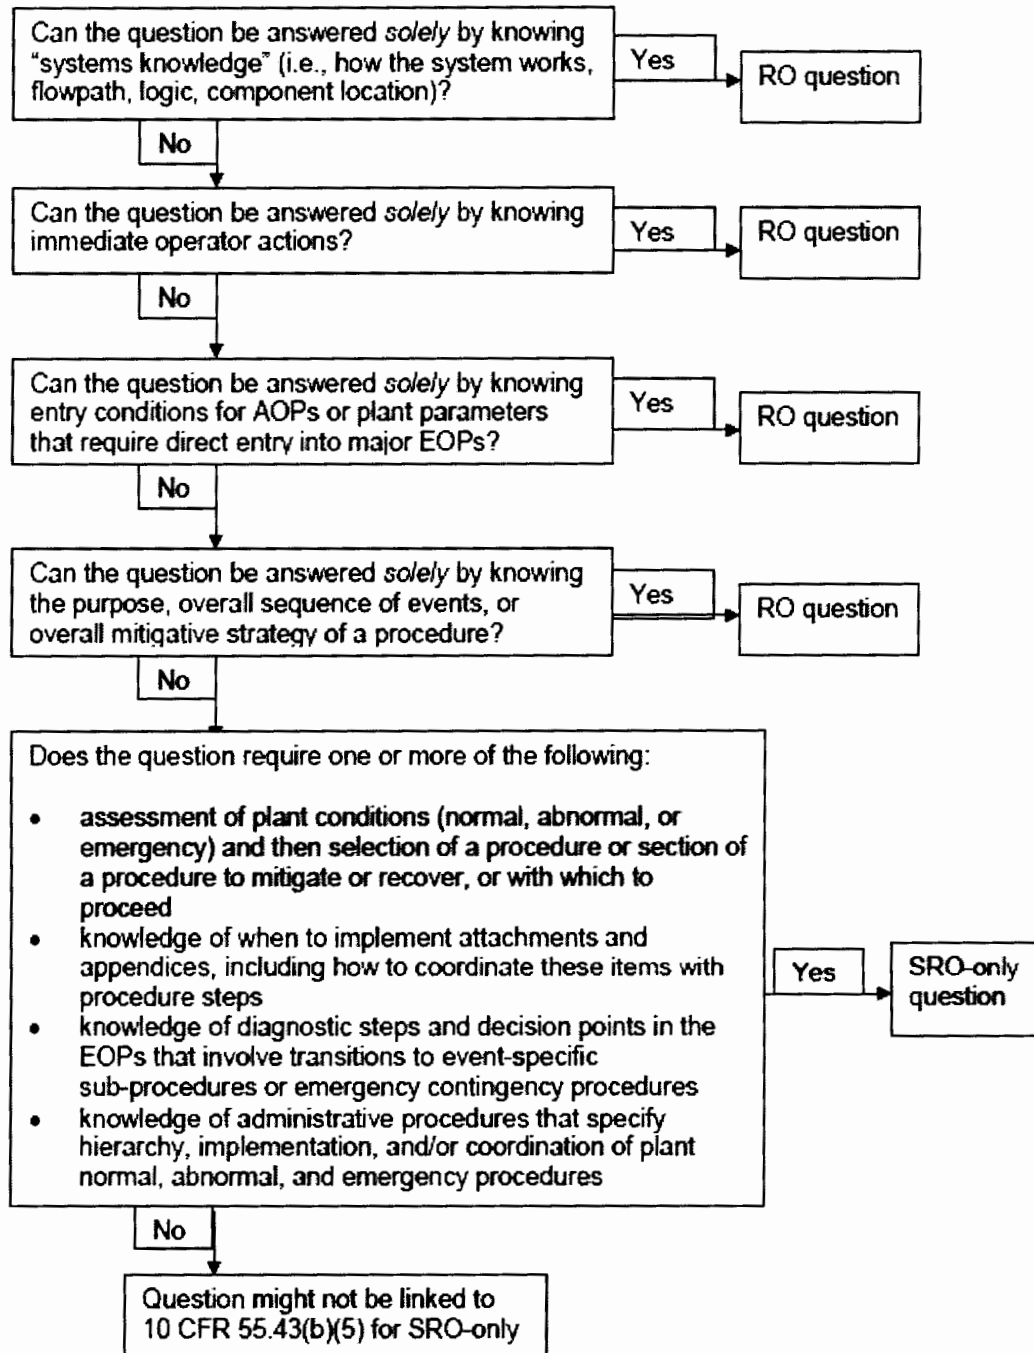 Can the question be answered solely by knowing
"systems knowledge" (i.e., how the system works,
flowpath, logic, component location)?
Yes
RO question
No
Can the question be answered solely by knowing
immediate operator actions?
Yes
RO question
No
Can the question be answered solely by knowing
entry conditions for AOPs or plant parameters
that require direct entry into major EOPs?
Yes
RO question
No
Can the question be answered solely by knowing
the purpose, overall sequence of events, or
overall mitigative strategy of a procedure?
Yes
RO question
No
Does the question require one or more of the following:
• assessment of plant conditions (normal, abnormal, or
emergency) and then selection of a procedure or section of
a procedure to mitigate or recover, or with which to
proceed
• knowledge of when to implement attachments and
appendices, including how to coordinate these items with
procedure steps
• knowledge of diagnostic steps and decision points in the
EOPs that involve transitions to event-specific
sub-procedures or emergency contingency procedures
• knowledge of administrative procedures that specify
hierarchy, implementation, and/or coordination of plant
normal, abnormal, and emergency procedures
Yes
SRO-only
question
No
Question might not be linked to
10 CFR 55.43(b)(5) for SRO-only